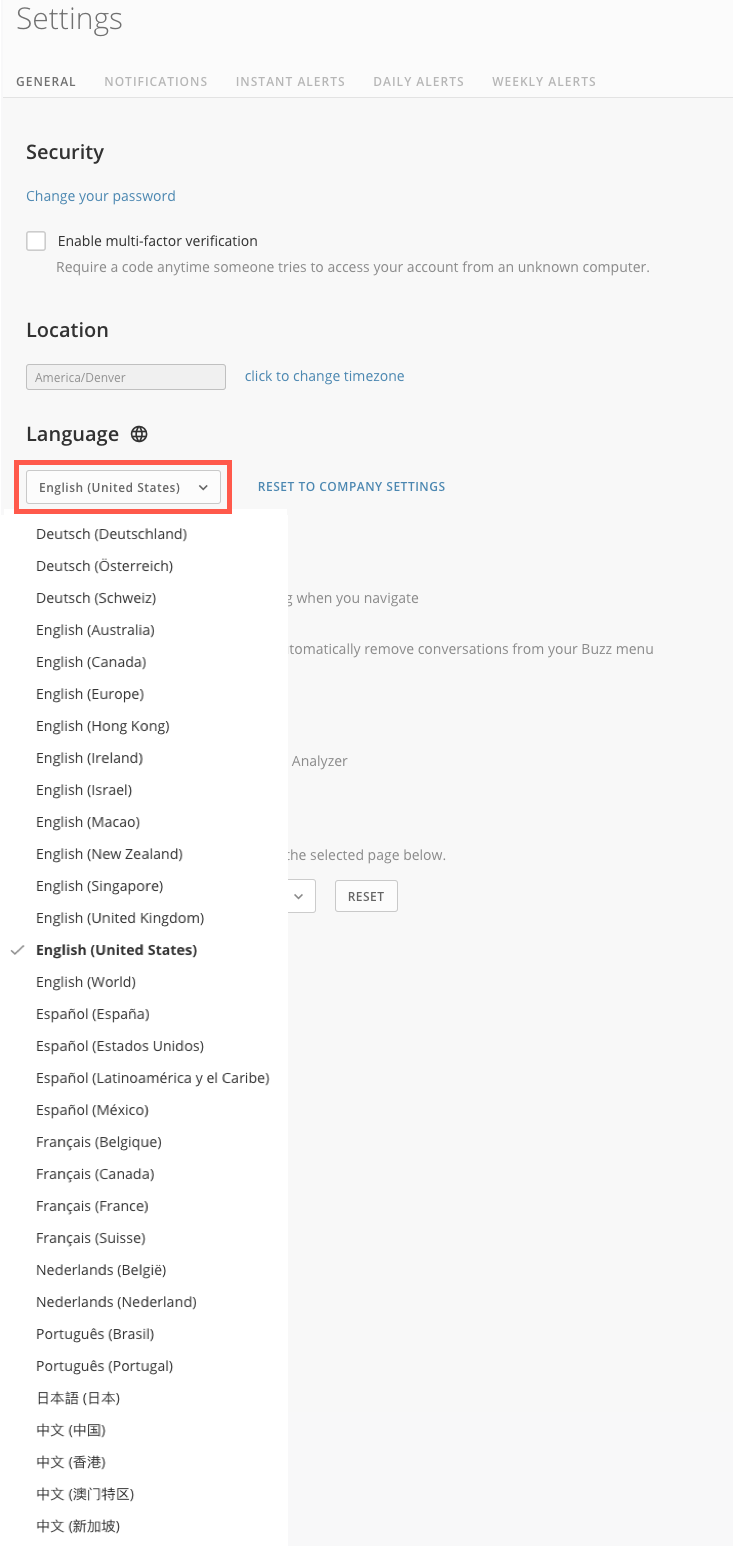 Settings
GENERAL NOTIFICATIONS INSTANT ALERTS DAILY ALERTS WEEKLY ALERTS
Security
Change your password
Enable multi-factor verification
Require a code anytime someone tries to access your account from an unknown computer.
Location
America/Denver click to change timezone
Language
English (United States) RESET TO COMPANY SETTINGS
Deutsch (Deutschland)
Deutsch (Österreich)
Deutsch (Schweiz) when you navigate
English (Australia)
English (Canada) remove conversations from your Buzz menu
English (Europe)
English (Hong Kong)
English (Ireland) Analyzer
English (Israel)
English (Macao)
English (New Zealand) the selected page below.
English (Singapore) RESET
English (United Kingdom)
English (United States)
English (World)
Español (España)
Español (Estados Unidos)
Español (Latinoamérica y el Caribe)
Español (México)
Français (Belgique)
Français (Canada)
Français (France)
Français (Suisse)
Nederlands (België)
Nederlands (Nederland)
Português (Brasil)
Português (Portugal)
日本語 (日本)
中文 (中国)
中文 (香港)
中文 (澳门特区)
中文 (新加坡)